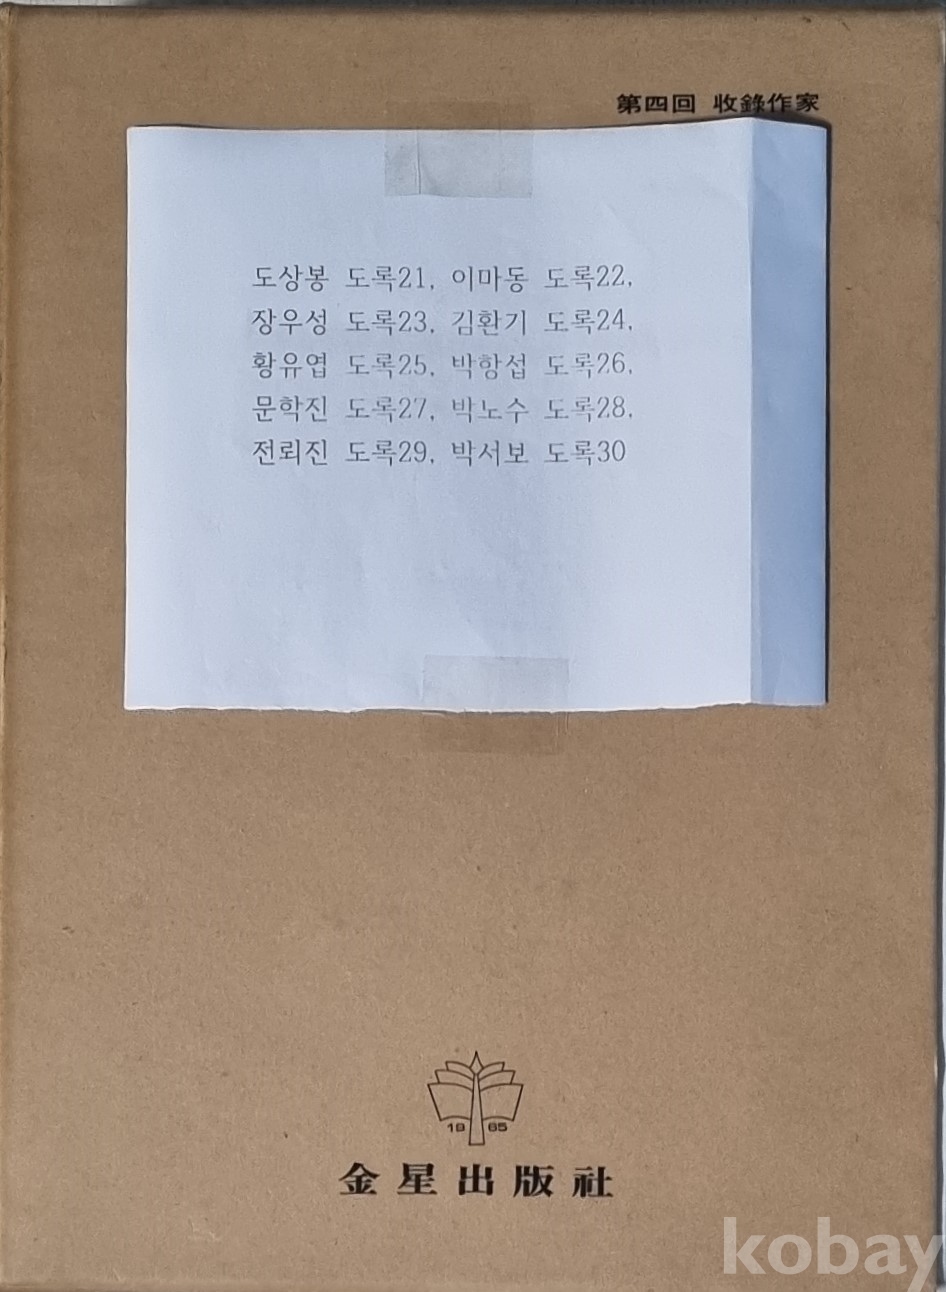 第四回 收錄作家
도상봉 도록21, 이마동 도록22,
장우성 도록23, 김환기 도록24,
황유엽 도록25, 박항섭 도록26,
문학진 도록27, 박노수 도록28,
전뢰진 도록29, 박서보 도록30
19 65
金星出版社
kobay